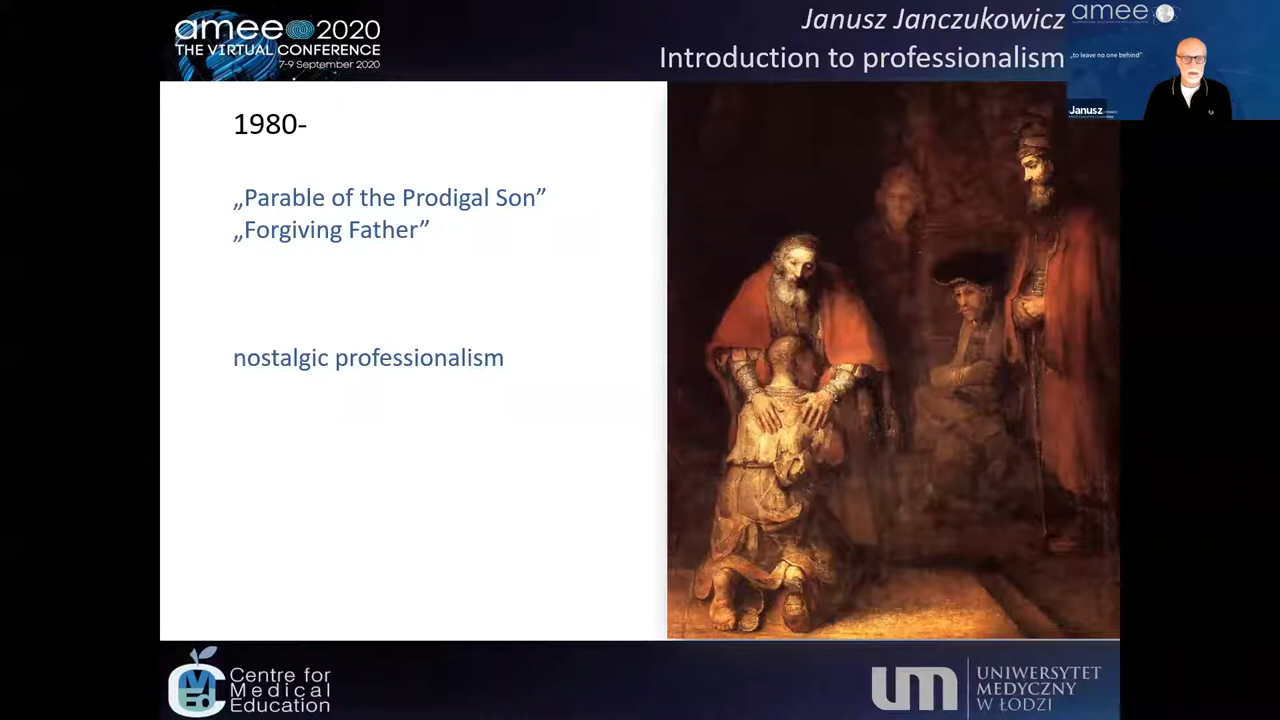 amee 2020
THE VIRTUAL CONFERENCE
7-9 September 2020
Janusz Janczukowicz
Introduction to professionalism
amee
„to leave no one behind”
Janusz
1980-
„Parable of the Prodigal Son”
„Forgiving Father”
nostalgic professionalism
Centre for
Medical
Education
um
UNIWERSYTET
MEDYCZNY
W ŁODZI